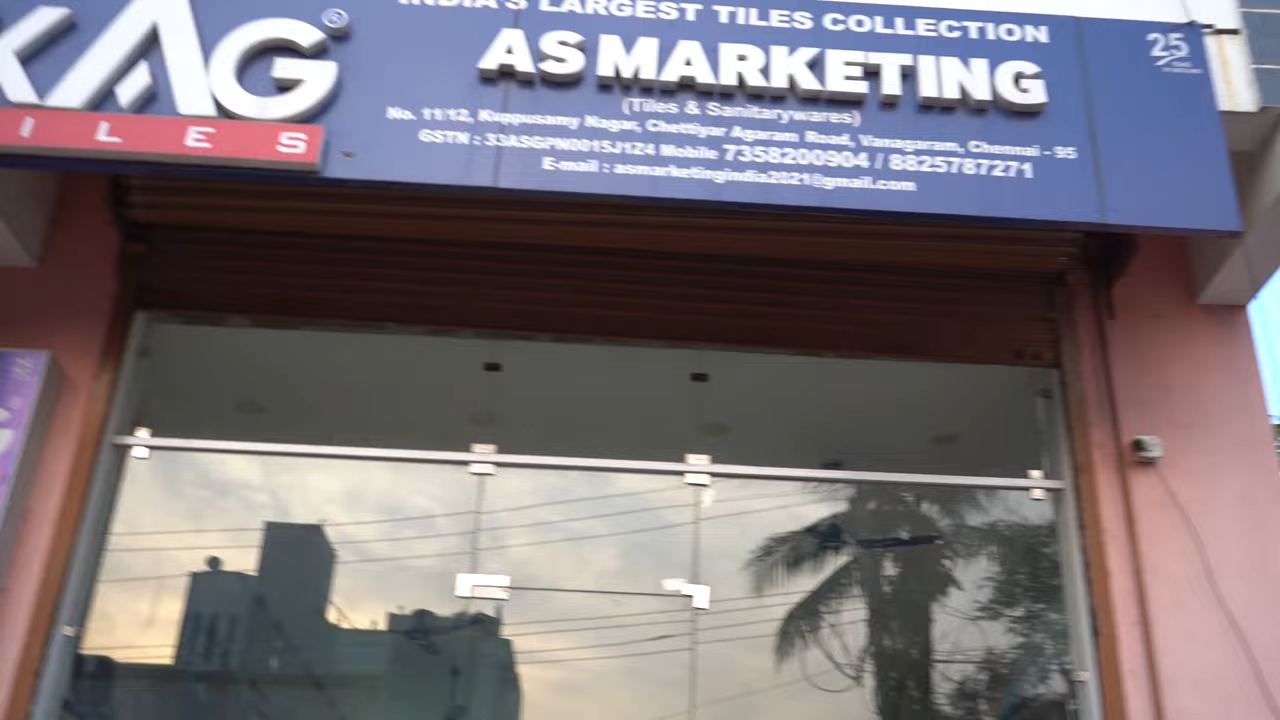 KAG®
ILES
INDIA'S LARGEST TILES COLLECTION
AS MARKETING
(Tiles & Sanitarywares)
No. 11/12, Kuppusamy Nagar, Chettiyar Agaram Road, Vanagaram, Chennai - 95
GSTN : 33ASGPN0015J1Z4 Mobile 7358200904 / 8825787271
E-mail : asmarketingindia2021@gmail.com
25